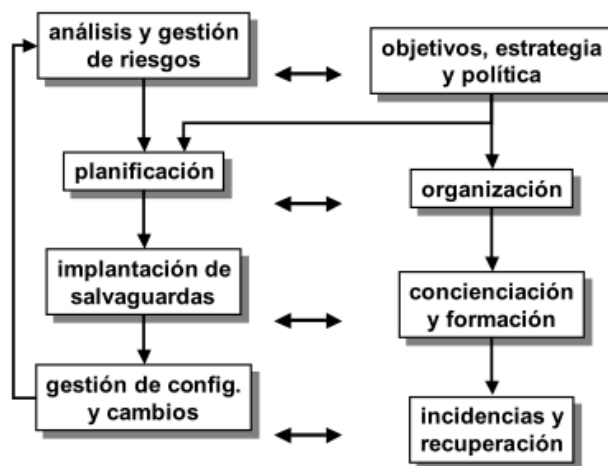 análisis y gestión
de riesgos
objetivos, estrategia
y política
planificación
organización
implantación de
salvaguardas
concienciación
y formación
gestión de config.
y cambios
incidencias y
recuperación